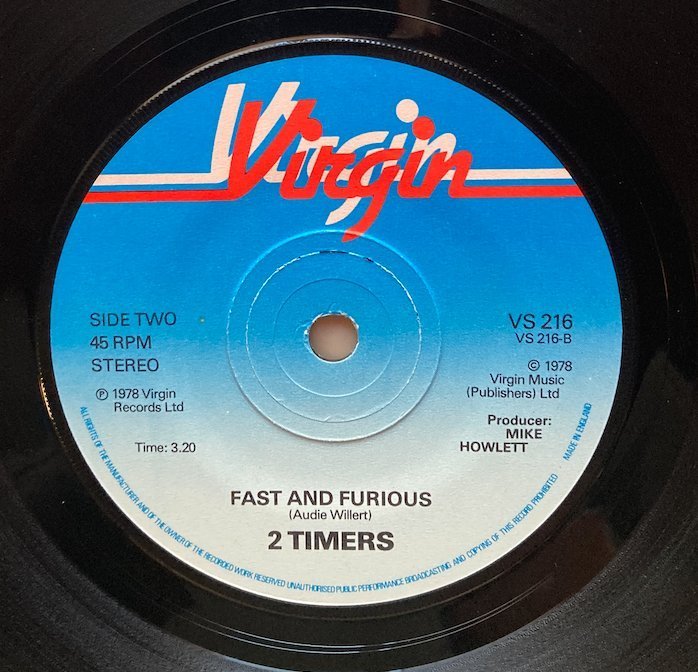 Virgin
SIDE TWO
45 RPM
STEREO
℗ 1978 Virgin
Records Ltd
Time: 3.20
VS 216
VS 216-B
© 1978
Virgin Music
(Publishers) Ltd
Producer:
MIKE
HOWLETT
FAST AND FURIOUS
(Audie Willert)
2 TIMERS
ALL RIGHTS OF THE MANUFACTURER AND OF THE OWNER OF THE RECORDED WORK RESERVED UNAUTHORISED PUBLIC PERFORMANCE BROADCASTING AND COPYING OF THIS RECORD PROHIBITED MADE IN ENGLAND